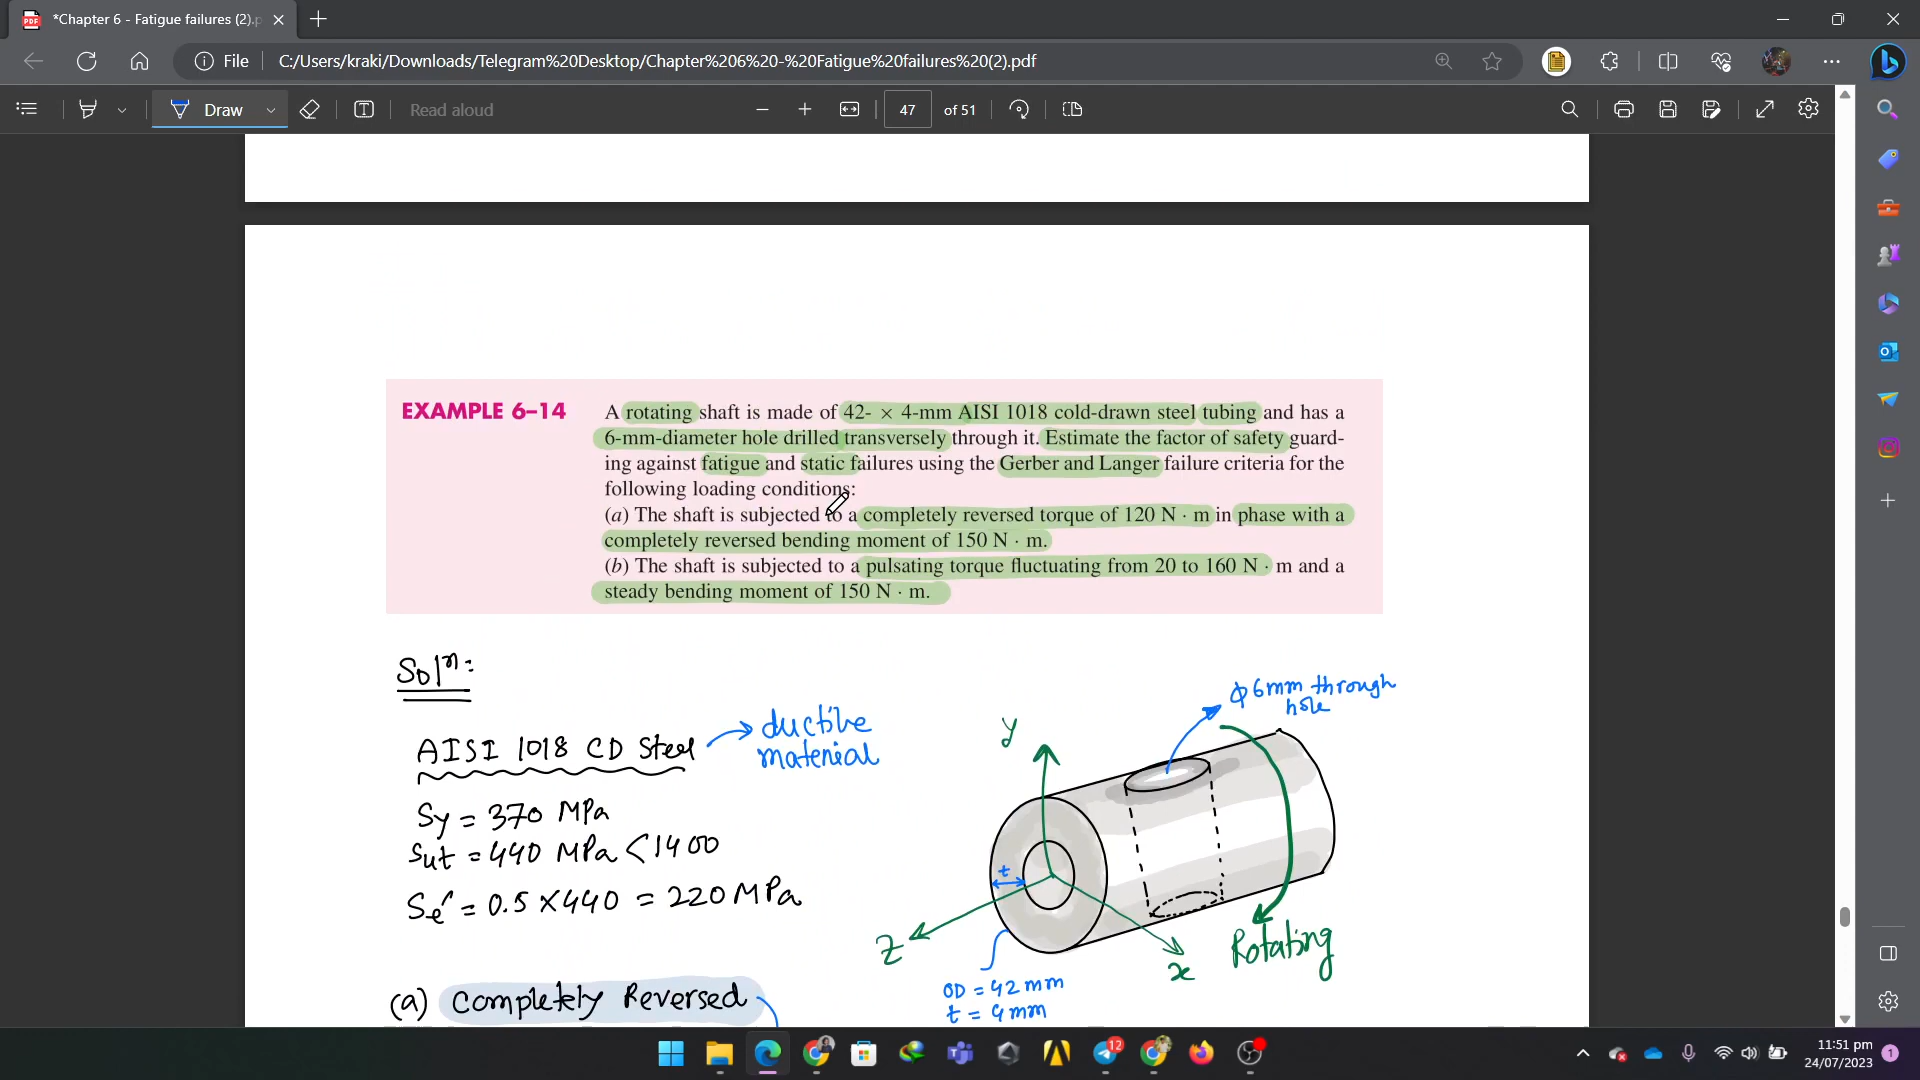 *Chapter 6 - Fatigue failures (2).p
File
C:/Users/kraki/Downloads/Telegram%20Desktop/Chapter%206%20-%20Fatigue%20failures%20(2).pdf
Draw
Read aloud
47
of 51
EXAMPLE 6–14
A rotating shaft is made of 42- × 4-mm AISI 1018 cold-drawn steel tubing and has a
6-mm-diameter hole drilled transversely through it. Estimate the factor of safety guard-
ing against fatigue and static failures using the Gerber and Langer failure criteria for the
following loading conditions:
(a) The shaft is subjected to a completely reversed torque of 120 N · m in phase with a
completely reversed bending moment of 150 N · m.
(b) The shaft is subjected to a pulsating torque fluctuating from 20 to 160 N · m and a
steady bending moment of 150 N · m.
Solⁿ:
AISI 1018 CD Steel
ductile
material
Sy = 370 MPa
Sut = 440 MPa < 1400
Se' = 0.5 × 440 = 220 MPa
(a) Completely Reversed
ϕ 6mm through
hole
y
t
z
x
Rotating
OD = 42 mm
t = 4 mm
12
11:51 pm
24/07/2023
1